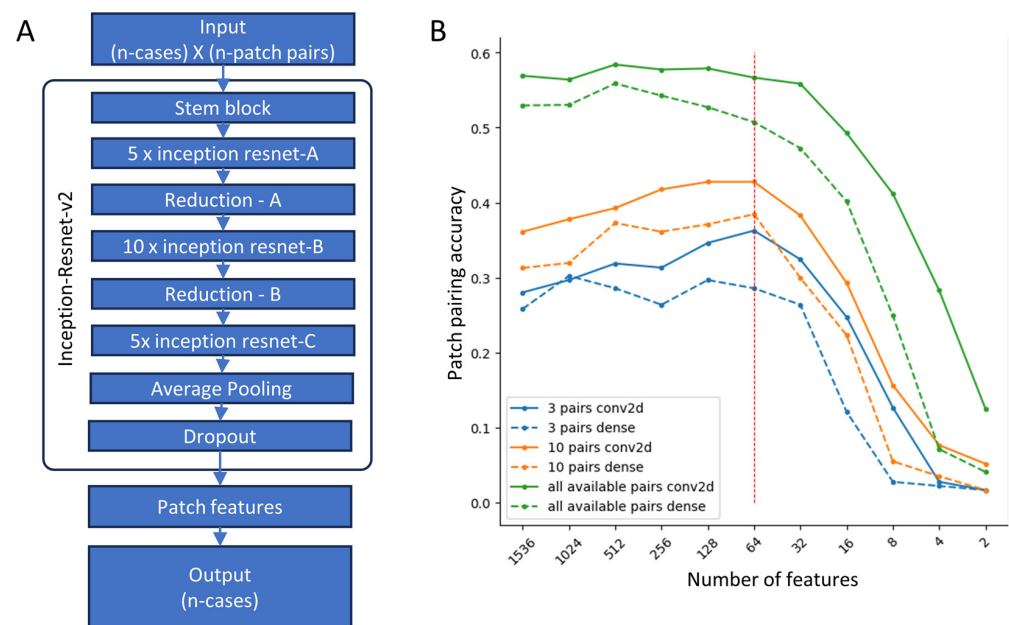 A
Input
(n-cases) X (n-patch pairs)
Inception-Resnet-v2
Stem block
5 x inception resnet-A
Reduction - A
10 x inception resnet-B
Reduction - B
5x inception resnet-C
Average Pooling
Dropout
Patch features
Output
(n-cases)
B
Patch pairing accuracy
0.6
0.5
0.4
0.3
0.2
0.1
0.0
3 pairs conv2d
3 pairs dense
10 pairs conv2d
10 pairs dense
all available pairs conv2d
all available pairs dense
1536 1024 512 256 128 64 32 16 8 4 2
Number of features